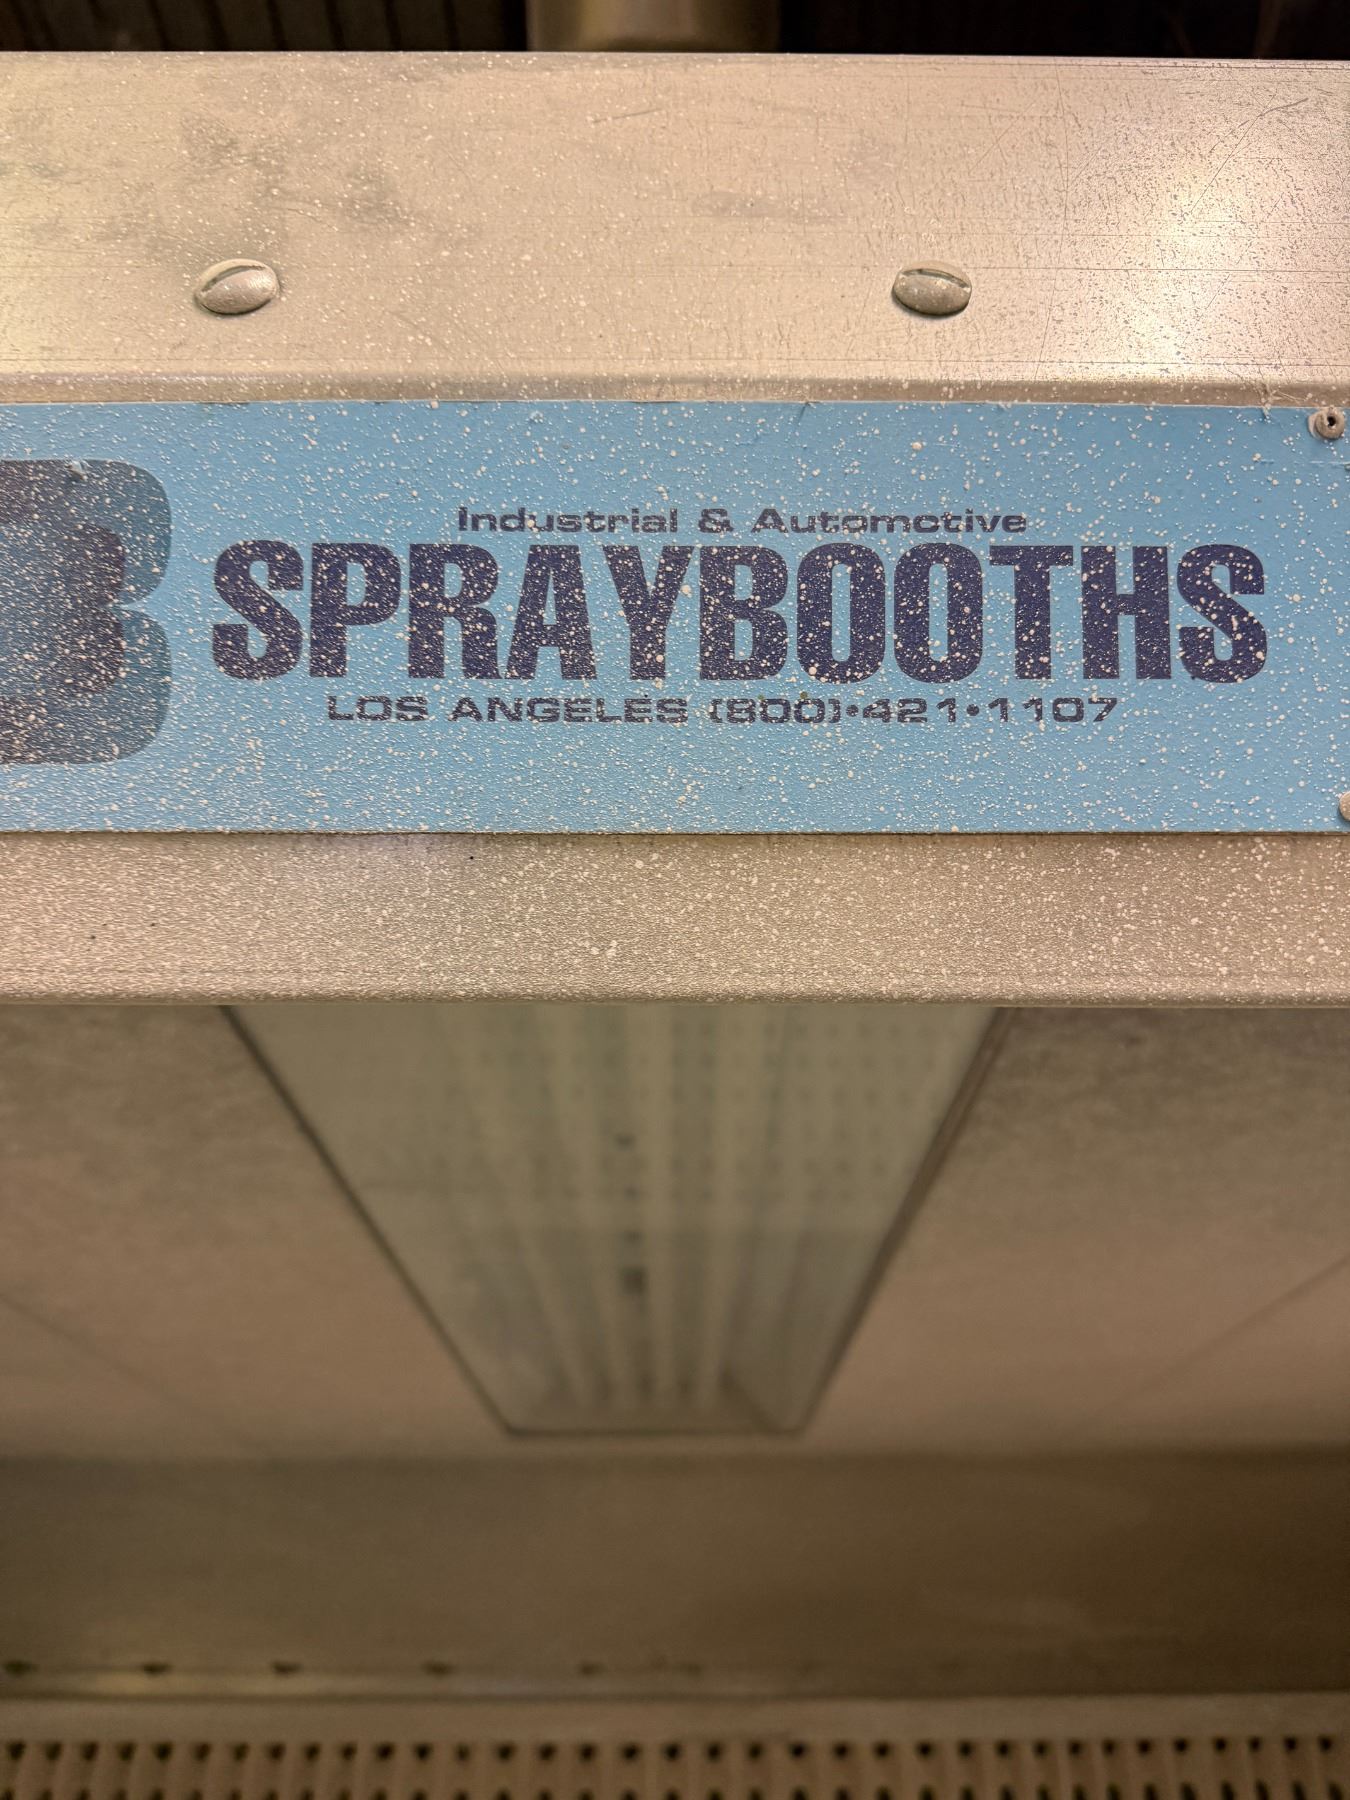 B
Industrial & Automotive
SPRAYBOOTHS
LOS ANGELES (800)•421•1107